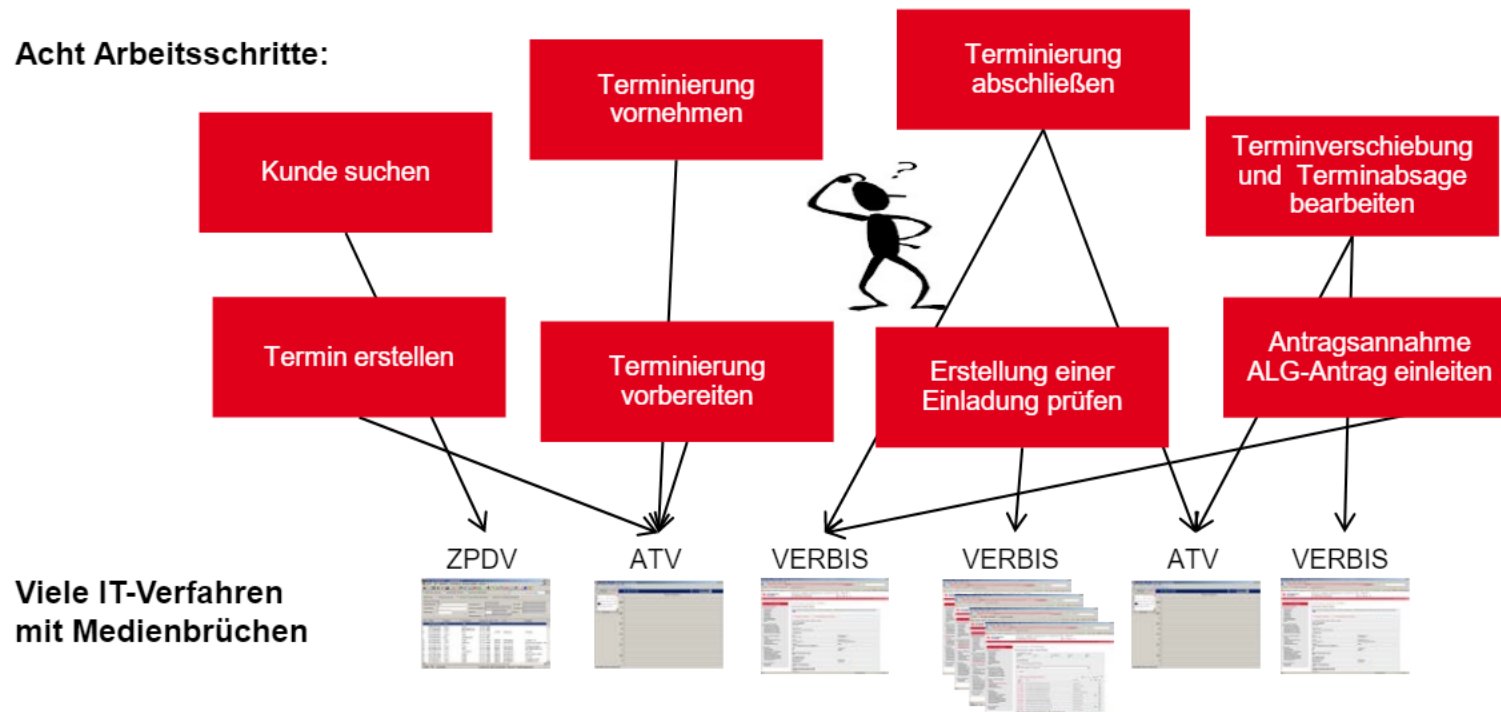 Acht Arbeitsschritte:
Kunde suchen
Terminierung
vornehmen
Terminierung
abschließen
Terminverschiebung
und Terminabsage
bearbeiten
?
Termin erstellen
Terminierung
vorbereiten
Erstellung einer
Einladung prüfen
Antragsannahme
ALG-Antrag einleiten
ZPDV
ATV
VERBIS
VERBIS
ATV
VERBIS
Viele IT-Verfahren
mit Medienbrüchen